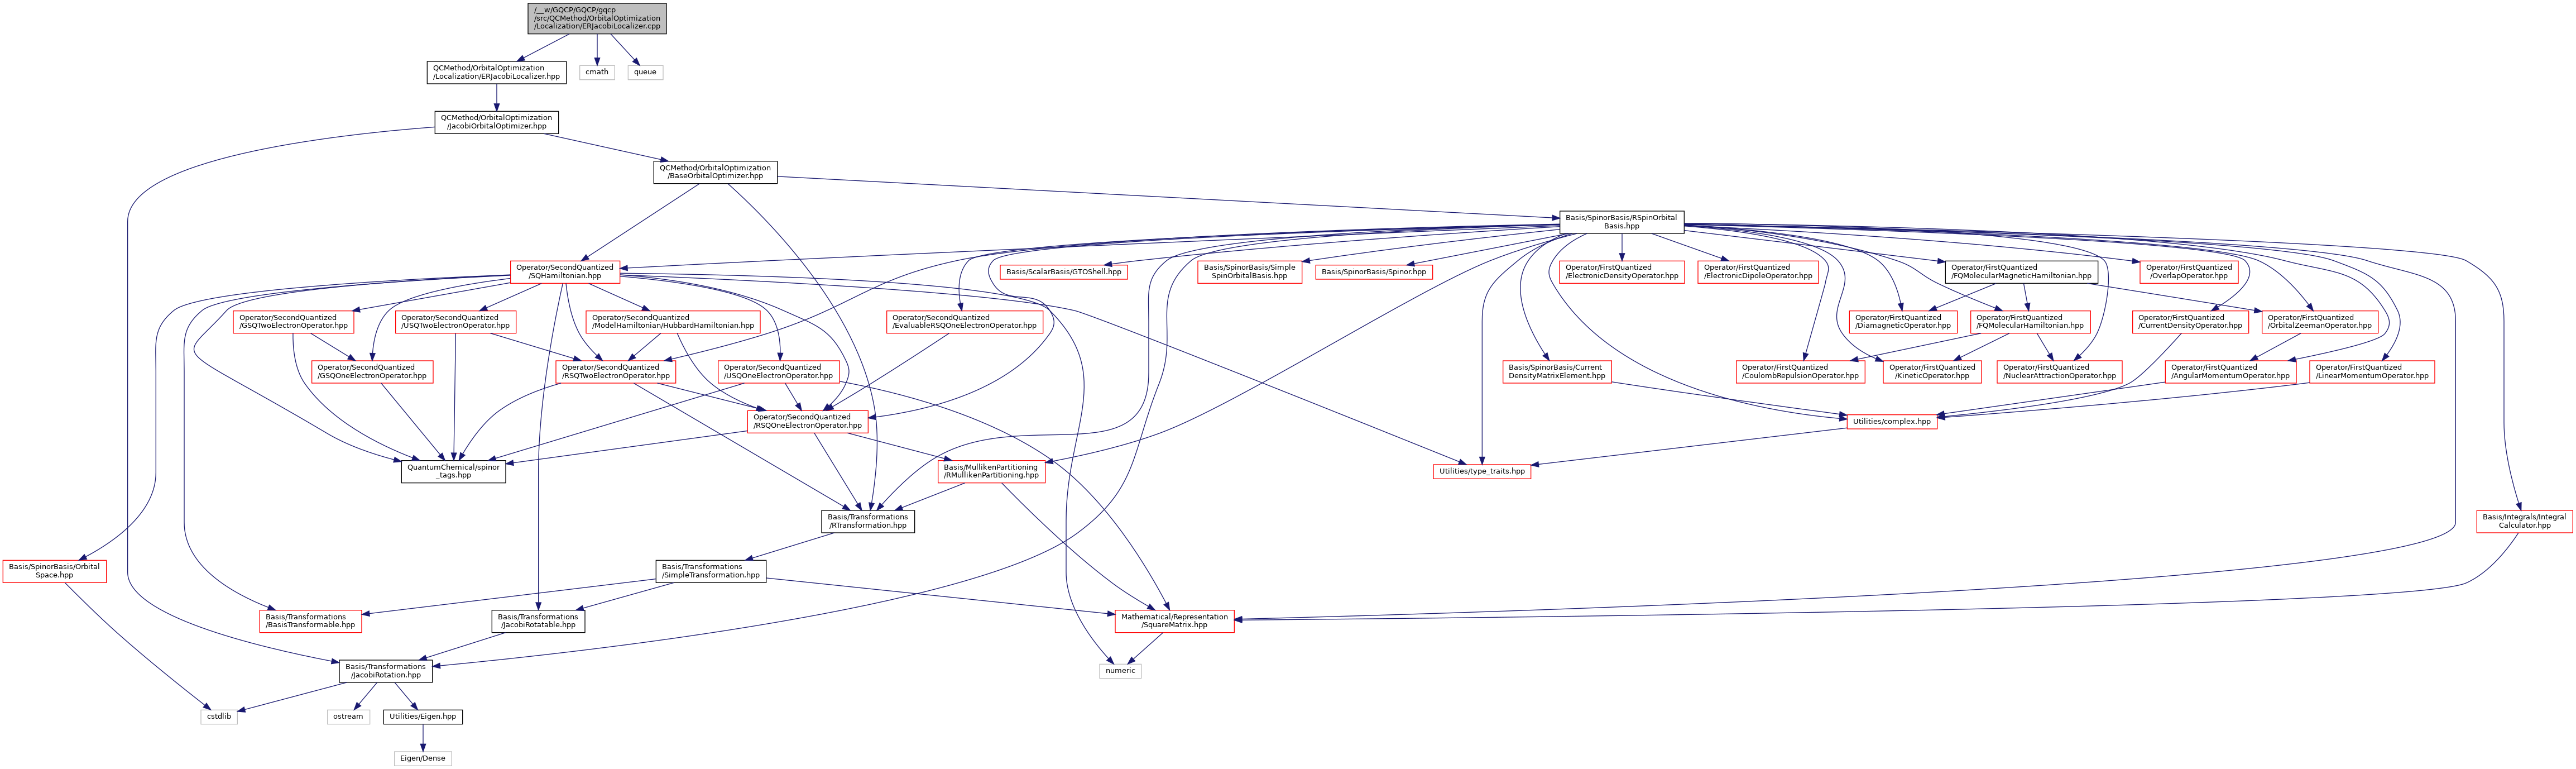 /__w/GQCP/GQCP/gqcp
/src/QCMethod/OrbitalOptimization
/Localization/ERJacobiLocalizer.cpp
QCMethod/OrbitalOptimization
/Localization/ERJacobiLocalizer.hpp
cmath
queue
QCMethod/OrbitalOptimization
/JacobiOrbitalOptimizer.hpp
QCMethod/OrbitalOptimization
/BaseOrbitalOptimizer.hpp
Basis/SpinorBasis/RSpinOrbital
Basis.hpp
Operator/SecondQuantized
/SQHamiltonian.hpp
Basis/ScalarBasis/GTOShell.hpp
Basis/SpinorBasis/Simple
SpinOrbitalBasis.hpp
Basis/SpinorBasis/Spinor.hpp
Operator/FirstQuantized
/ElectronicDensityOperator.hpp
Operator/FirstQuantized
/ElectronicDipoleOperator.hpp
Operator/FirstQuantized
/FQMolecularMagneticHamiltonian.hpp
Operator/FirstQuantized
/OverlapOperator.hpp
Operator/SecondQuantized
/GSQTwoElectronOperator.hpp
Operator/SecondQuantized
/USQTwoElectronOperator.hpp
Operator/SecondQuantized
/ModelHamiltonian/HubbardHamiltonian.hpp
Operator/SecondQuantized
/EvaluableRSQOneElectronOperator.hpp
Operator/FirstQuantized
/DiamagneticOperator.hpp
Operator/FirstQuantized
/FQMolecularHamiltonian.hpp
Operator/FirstQuantized
/CurrentDensityOperator.hpp
Operator/FirstQuantized
/OrbitalZeemanOperator.hpp
Operator/SecondQuantized
/GSQOneElectronOperator.hpp
Operator/SecondQuantized
/RSQTwoElectronOperator.hpp
Operator/SecondQuantized
/USQOneElectronOperator.hpp
Basis/SpinorBasis/Current
DensityMatrixElement.hpp
Operator/FirstQuantized
/CoulombRepulsionOperator.hpp
Operator/FirstQuantized
/KineticOperator.hpp
Operator/FirstQuantized
/NuclearAttractionOperator.hpp
Operator/FirstQuantized
/AngularMomentumOperator.hpp
Operator/FirstQuantized
/LinearMomentumOperator.hpp
Operator/SecondQuantized
/RSQOneElectronOperator.hpp
Utilities/complex.hpp
QuantumChemical/spinor
_tags.hpp
Basis/MullikenPartitioning
/RMullikenPartitioning.hpp
Utilities/type_traits.hpp
Basis/Transformations
/RTransformation.hpp
Basis/Integrals/Integral
Calculator.hpp
Basis/SpinorBasis/Orbital
Space.hpp
Basis/Transformations
/SimpleTransformation.hpp
Basis/Transformations
/BasisTransformable.hpp
Basis/Transformations
/JacobiRotatable.hpp
Mathematical/Representation
/SquareMatrix.hpp
Basis/Transformations
/JacobiRotation.hpp
numeric
cstdlib
ostream
Utilities/Eigen.hpp
Eigen/Dense